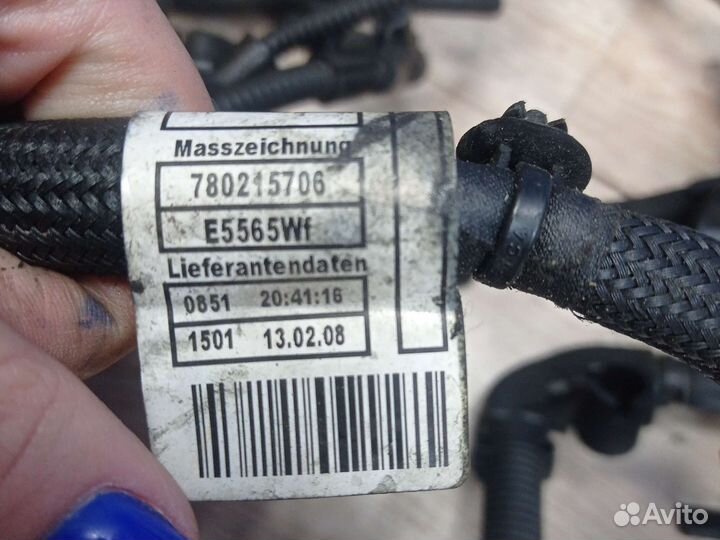 Masszeichnung
780215706
E5565Wf
Lieferantendaten
0851 20:41:16
1501 13.02.08
Avito